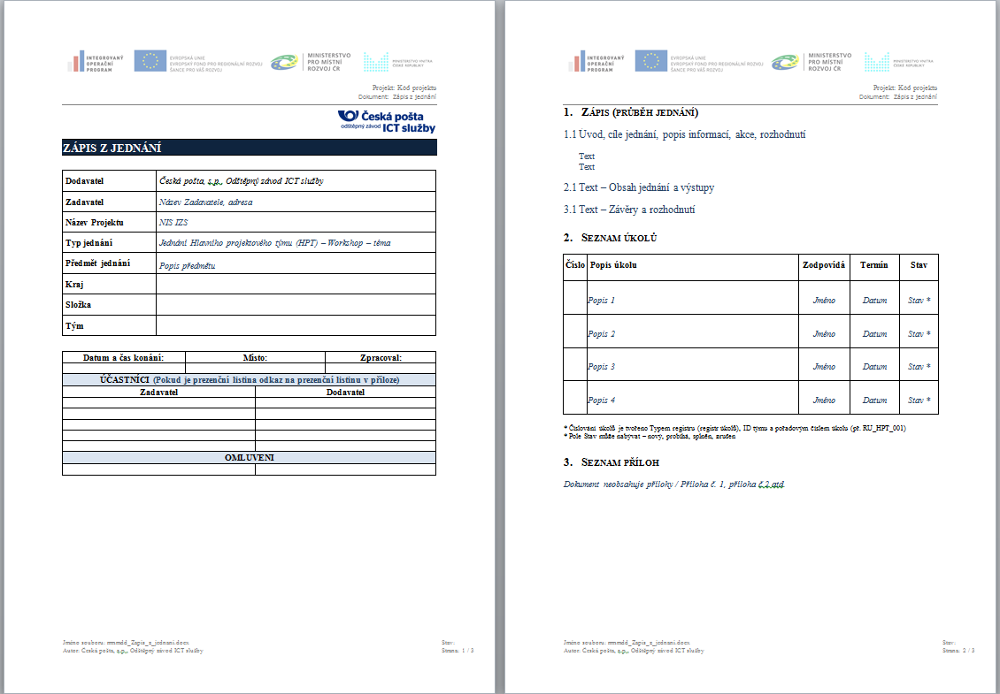 INTEGROVANÝ
OPERAČNÍ
PROGRAM
EVROPSKÁ UNIE
EVROPSKÝ FOND PRO REGIONÁLNÍ ROZVOJ
ŠANCE PRO VÁŠ ROZVOJ
MINISTERSTVO
PRO MÍSTNÍ
ROZVOJ ČR
MINISTERSTVO VNITRA
ČESKÉ REPUBLIKY
Projekt: Kód projektu
Dokument: Zápis z jednání
Česká pošta
odštěpný závod ICT služby
ZÁPIS Z JEDNÁNÍ
Dodavatel Česká pošta, s.p., Odštěpný závod ICT služby
Zadavatel Název Zadavatele, adresa
Název Projektu NIS IZS
Typ jednání Jednání Hlavního projektového týmu (HPT) – Workshop – téma
Předmět jednání Popis předmětu
Kraj
Složka
Tým
Datum a čas konání: Místo: Zpracoval:
ÚČASTNÍCI (Pokud je prezenční listina odkaz na prezenční listinu v příloze)
Zadavatel Dodavatel
OMLUVENI
Jméno souboru: rrmmdd_Zapis_z_jednani.docx Stav:
Autor: Česká pošta, s.p., Odštěpný závod ICT služby Strana: 1 / 3
INTEGROVANÝ
OPERAČNÍ
PROGRAM
EVROPSKÁ UNIE
EVROPSKÝ FOND PRO REGIONÁLNÍ ROZVOJ
ŠANCE PRO VÁŠ ROZVOJ
MINISTERSTVO
PRO MÍSTNÍ
ROZVOJ ČR
MINISTERSTVO VNITRA
ČESKÉ REPUBLIKY
Projekt: Kód projektu
Dokument: Zápis z jednání
1. ZÁPIS (PRŮBĚH JEDNÁNÍ)
1.1 Úvod, cíle jednání, popis informací, akce, rozhodnutí
Text
Text
2.1 Text – Obsah jednání a výstupy
3.1 Text – Závěry a rozhodnutí
2. SEZNAM ÚKOLŮ
Číslo Popis úkolu Zodpovídá Termín Stav
Popis 1 Jméno Datum Stav *
Popis 2 Jméno Datum Stav *
Popis 3 Jméno Datum Stav *
Popis 4 Jméno Datum Stav *
* Číslování úkolů je tvořeno Typem registru (registr úkolů), ID týmu a pořadovým číslem úkolu (př. RU_HPT_001)
* Pole Stav může nabývat – nový, probíhá, splněn, zrušen
3. SEZNAM PŘÍLOH
Dokument neobsahuje přílohy / Příloha č. 1, příloha č.2 atd.
Jméno souboru: rrmmdd_Zapis_z_jednani.docx Stav:
Autor: Česká pošta, s.p., Odštěpný závod ICT služby Strana: 2 / 3